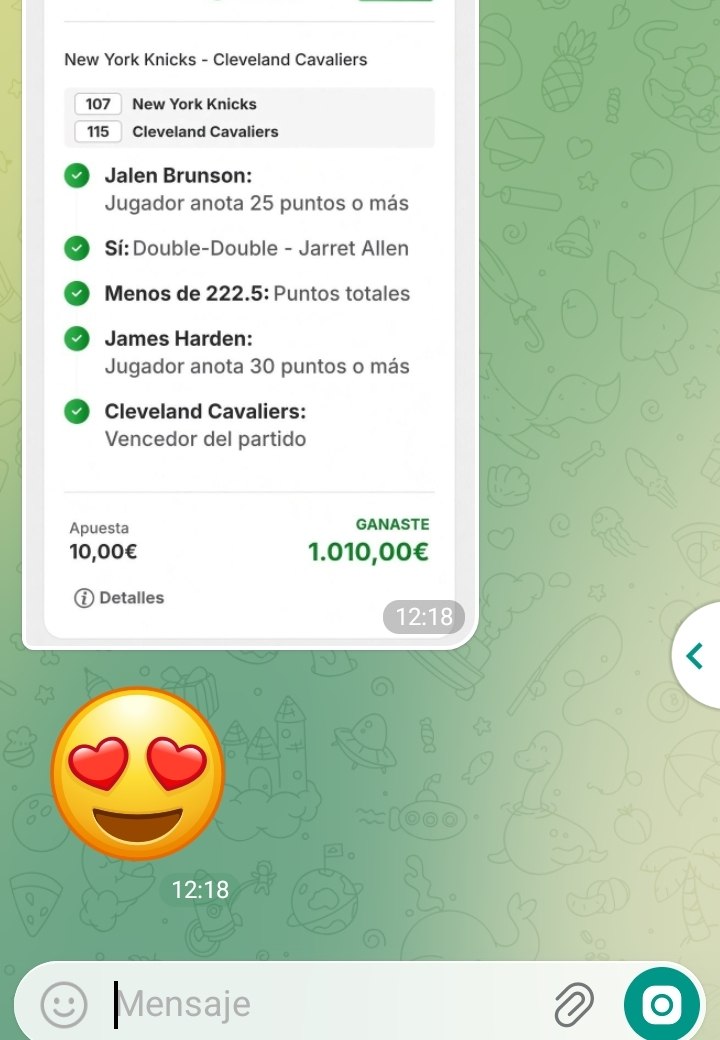 New York Knicks - Cleveland Cavaliers
107 New York Knicks
115 Cleveland Cavaliers
Jalen Brunson:
Jugador anota 25 puntos o más
Sí: Double-Double - Jarret Allen
Menos de 222.5: Puntos totales
James Harden:
Jugador anota 30 puntos o más
Cleveland Cavaliers:
Vencedor del partido
Apuesta
GANASTE
10,00€
1.010,00€
Detalles
12:18
12:18
Mensaje